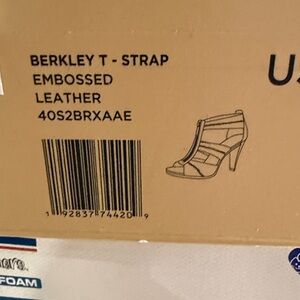 BERKLEY T - STRAP
EMBOSSED
LEATHER
40S2BRXAAE
U
1 92837 74420 9
FOAM